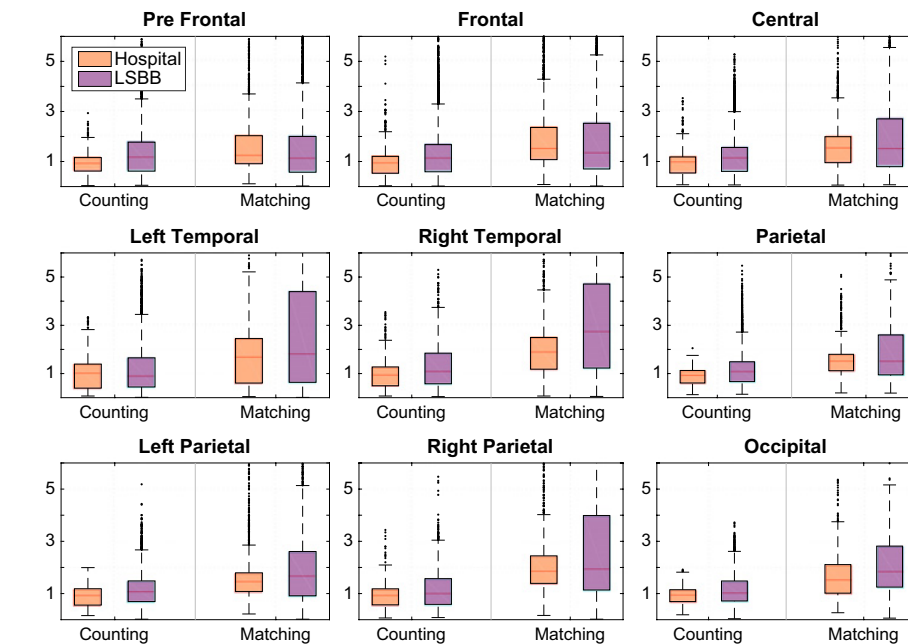 Pre Frontal
Frontal
Central
5
3
1
Hospital
LSBB
Counting
Matching
5
3
1
Counting
Matching
5
3
1
Counting
Matching
Left Temporal
Right Temporal
Parietal
5
3
1
Counting
Matching
5
3
1
Counting
Matching
5
3
1
Counting
Matching
Left Parietal
Right Parietal
Occipital
5
3
1
Counting
Matching
5
3
1
Counting
Matching
5
3
1
Counting
Matching